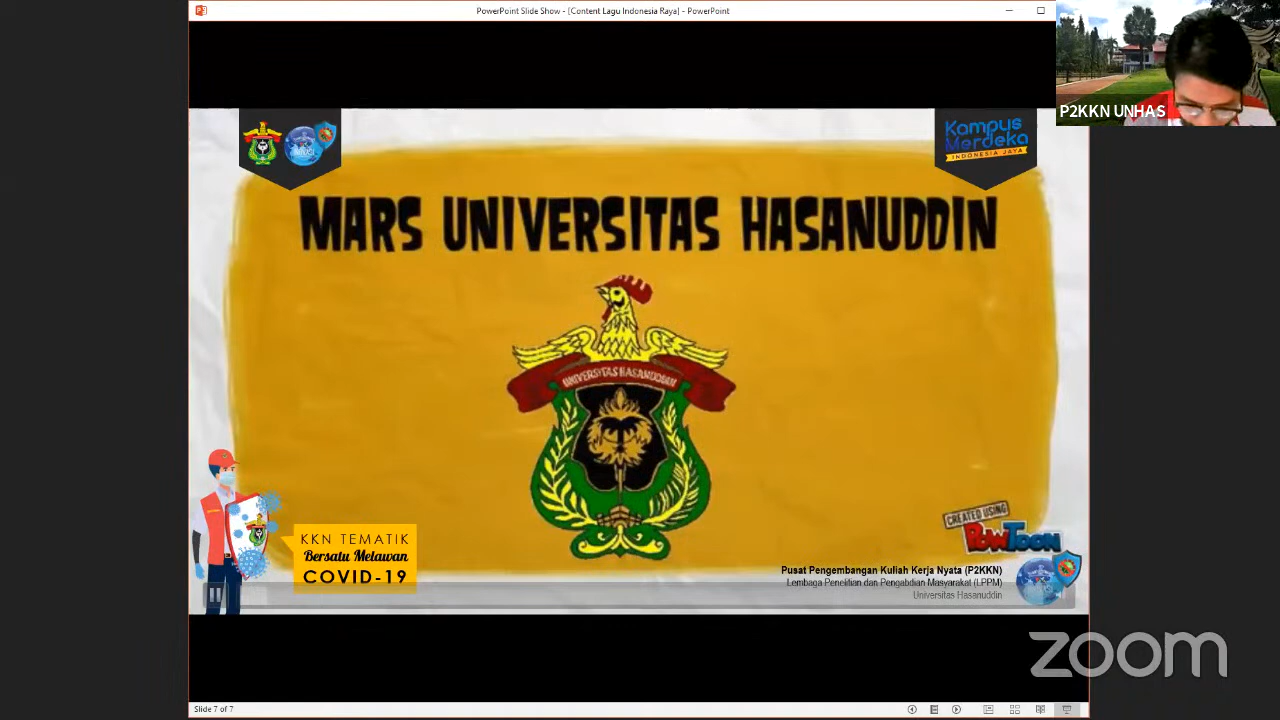 PowerPoint Slide Show - [Content Lagu Indonesia Raya] - PowerPoint
P2KKN UNHAS
Kampus
Merdeka
INDONESIA JAYA
MARS UNIVERSITAS HASANUDDIN
UNIVERSITAS HASANUDDIN
CREATED USING
POWTOON
KKN TEMATIK
Bersatu Melawan
COVID-19
Pusat Pengembangan Kuliah Kerja Nyata (P2KKN)
Lembaga Penelitian dan Pengabdian Masyarakat (LPPM)
Universitas Hasanuddin
zoom
Slide 7 of 7